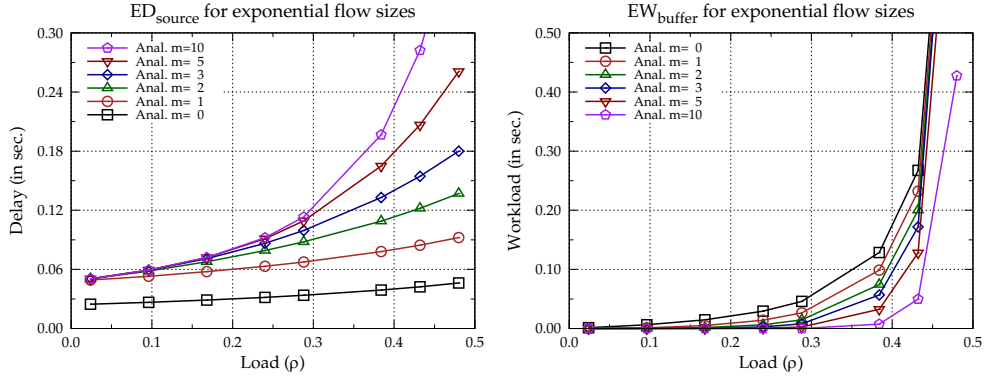 ED source for exponential flow sizes
0.30
0.24
0.18
0.12
0.06
0.00
Delay (in sec.)
Anal. m=10
Anal. m= 5
Anal. m= 3
Anal. m= 2
Anal. m= 1
Anal. m= 0
0.0 0.1 0.2 0.3 0.4 0.5
Load (ρ)
EW buffer for exponential flow sizes
0.50
0.40
0.30
0.20
0.10
0.00
Workload (in sec.)
Anal. m= 0
Anal. m= 1
Anal. m= 2
Anal. m= 3
Anal. m= 5
Anal. m=10
0.0 0.1 0.2 0.3 0.4 0.5
Load (ρ)